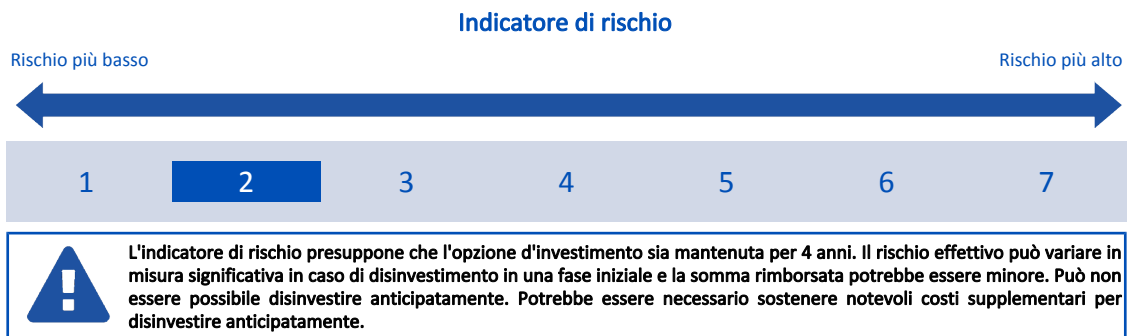 Indicatore di rischio
Rischio più basso Rischio più alto
1 2 3 4 5 6 7
L'indicatore di rischio presuppone che l'opzione d'investimento sia mantenuta per 4 anni. Il rischio effettivo può variare in
misura significativa in caso di disinvestimento in una fase iniziale e la somma rimborsata potrebbe essere minore. Può non
essere possibile disinvestire anticipatamente. Potrebbe essere necessario sostenere notevoli costi supplementari per
disinvestire anticipatamente.